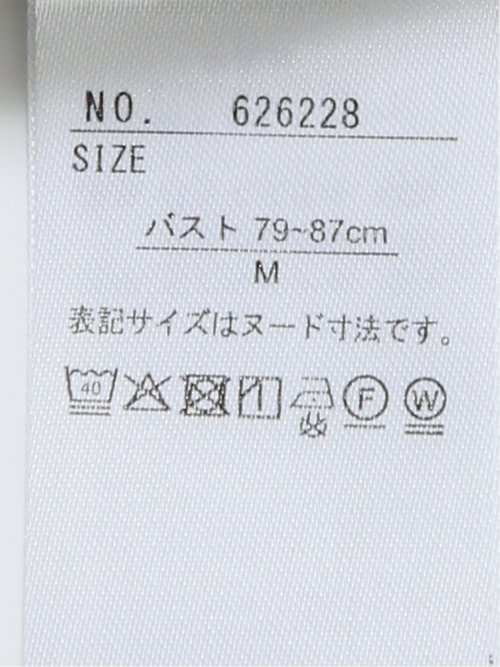 NO. 626228
SIZE
バスト 79~87cm
M
表記サイズはヌード寸法です。
40 F W